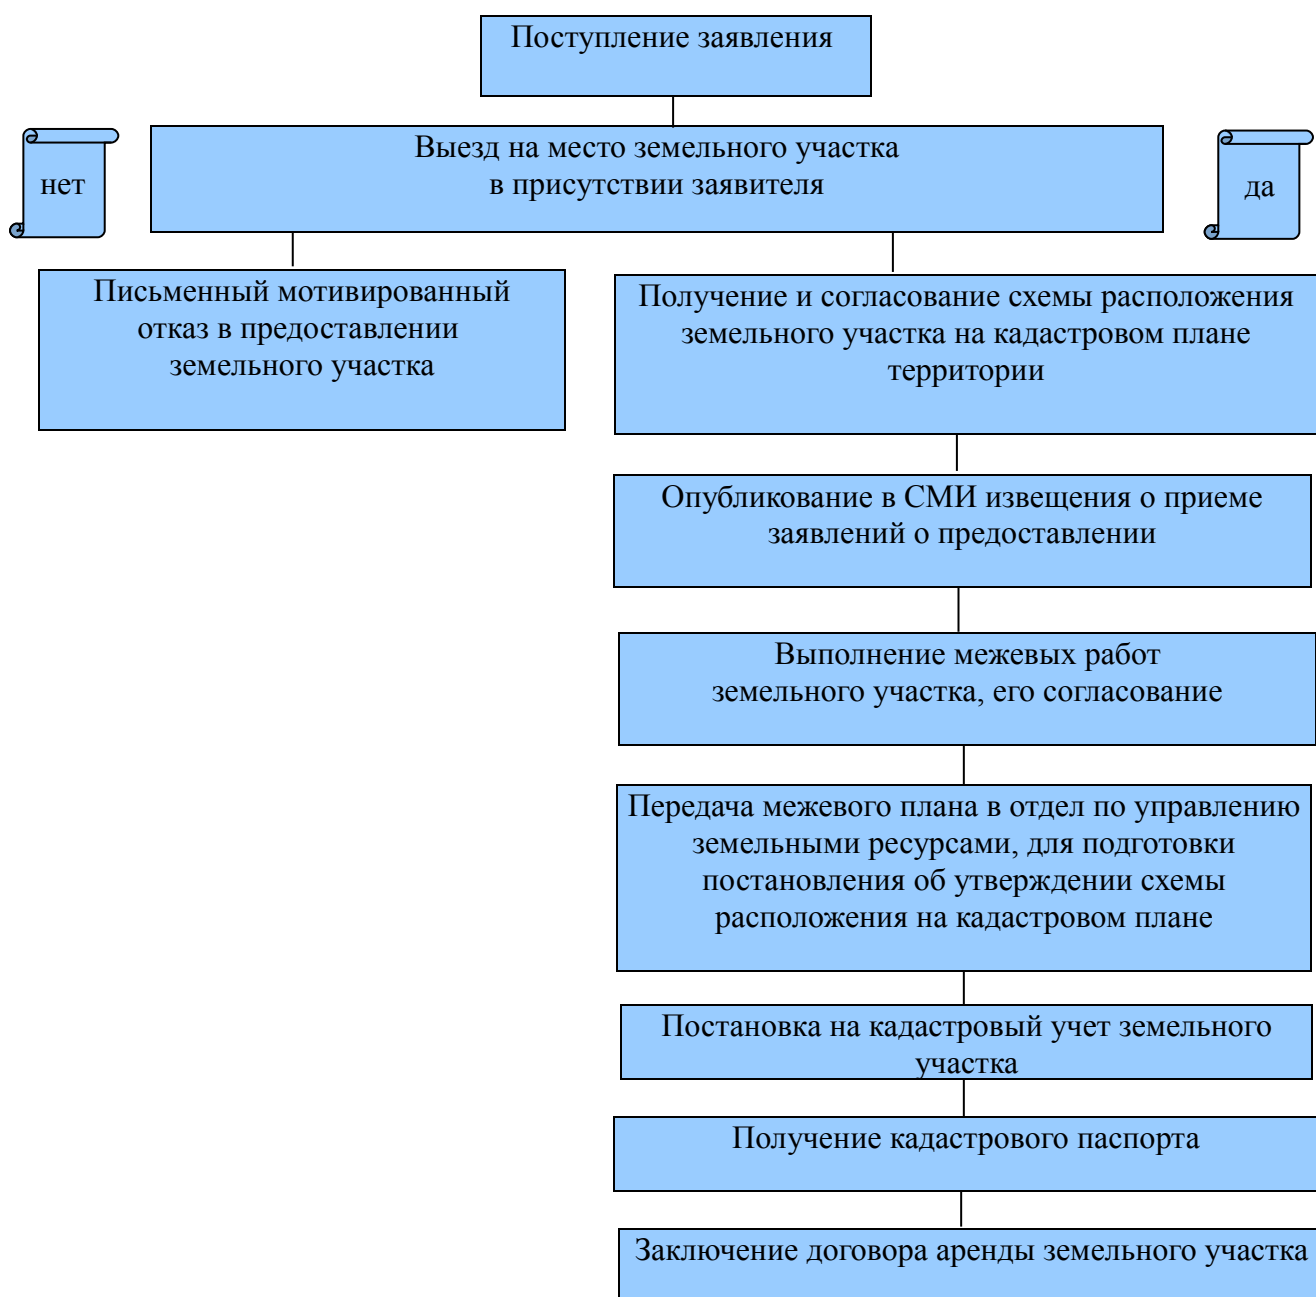 Поступление заявления
Выезд на место земельного участка
в присутствии заявителя
нет
да
Письменный мотивированный
отказ в предоставлении
земельного участка
Получение и согласование схемы расположения
земельного участка на кадастровом плане
территории
Опубликование в СМИ извещения о приеме
заявлений о предоставлении
Выполнение межевых работ
земельного участка, его согласование
Передача межевого плана в отдел по управлению
земельными ресурсами, для подготовки
постановления об утверждении схемы
расположения на кадастровом плане
Постановка на кадастровый учет земельного
участка
Получение кадастрового паспорта
Заключение договора аренды земельного участка